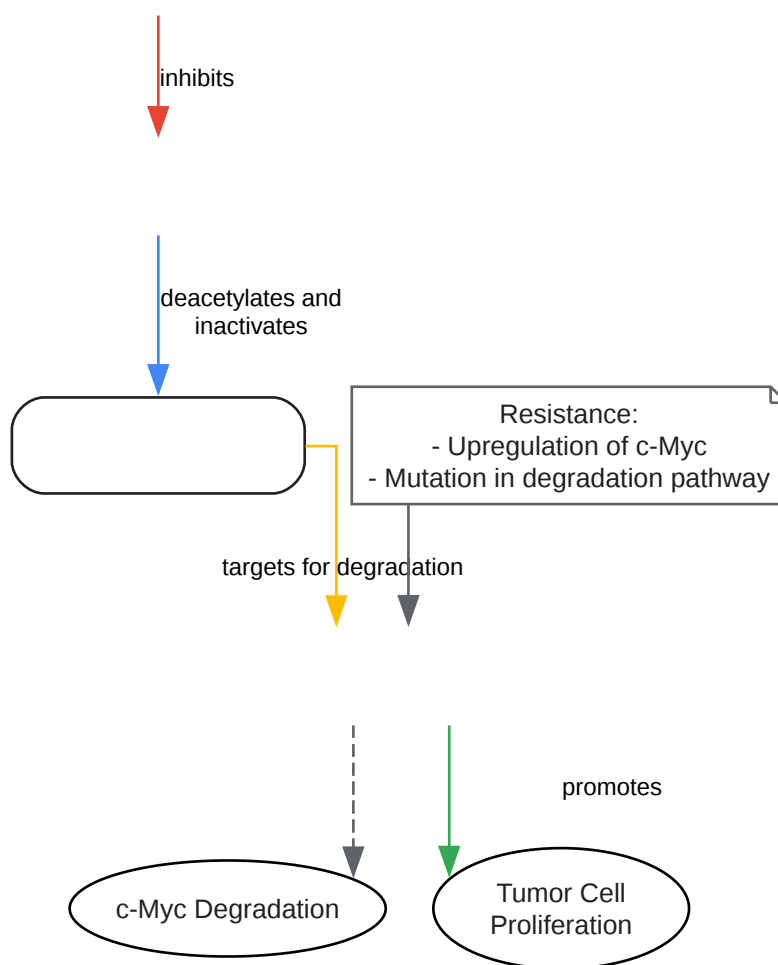 inhibits
deacetylates and
inactivates
Resistance:
- Upregulation of c-Myc
- Mutation in degradation pathway
targets for degradation
promotes
c-Myc Degradation
Tumor Cell
Proliferation